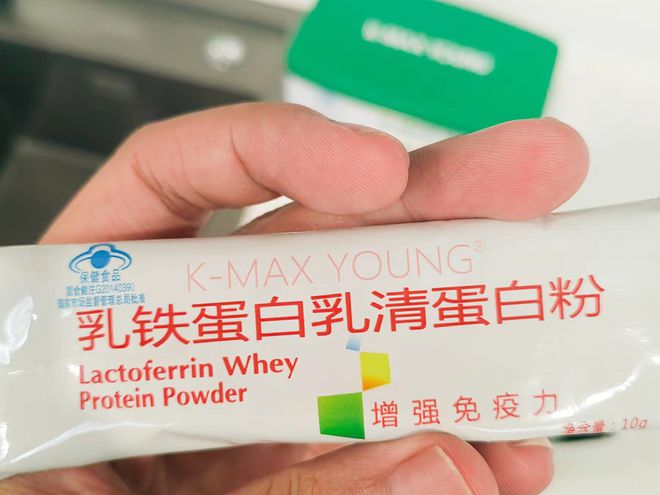 K-MAX YOUNG
保健食品
国食健注G20140390
国家市场监督管理总局批准
K-MAX YOUNG®
乳铁蛋白乳清蛋白粉
Lactoferrin Whey
Protein Powder
增强免疫力
净含量:10g